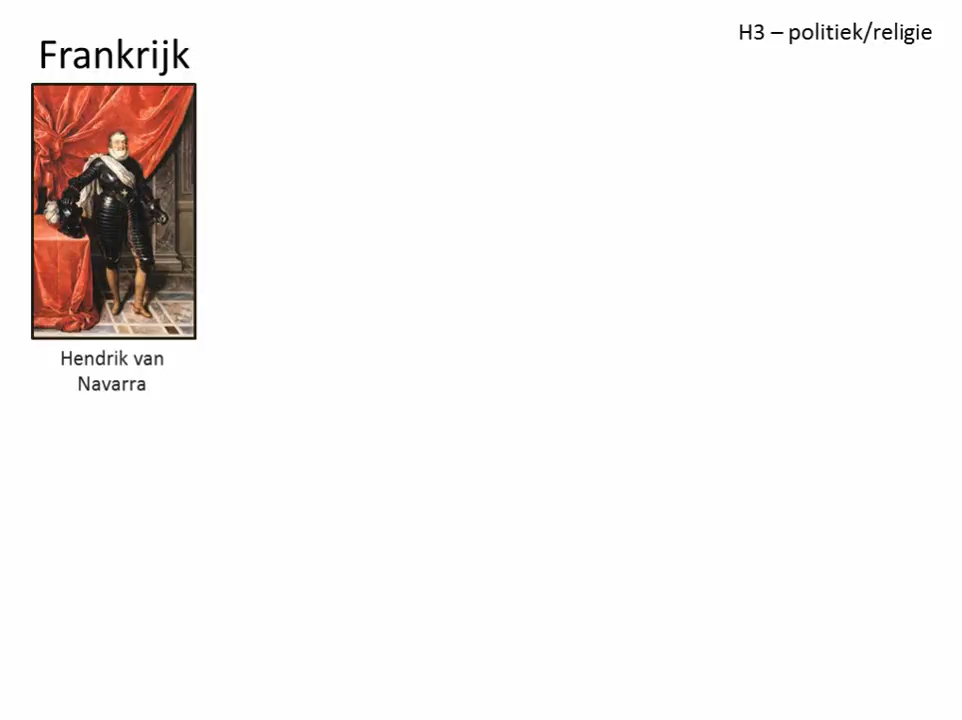 H3 – politiek/religie
Frankrijk
Hendrik van
Navarra